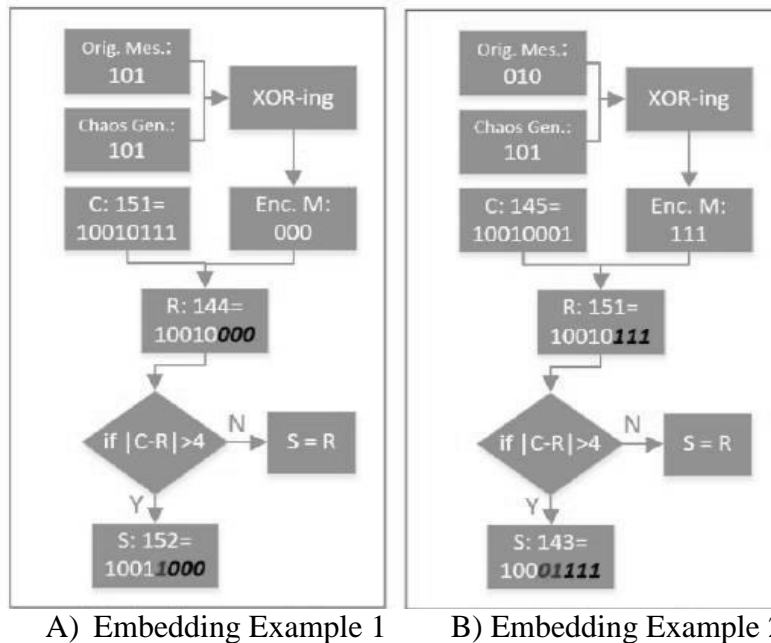 Orig. Mes.:
101
Chaos Gen.:
101
XOR-ing
C: 151=
10010111
Enc. M:
000
R: 144=
10010000
if |C-R|>4
N
S = R
Y
S: 152=
10011000
Orig. Mes.:
010
Chaos Gen.:
101
XOR-ing
C: 145=
10010001
Enc. M:
111
R: 151=
10010111
if |C-R|>4
N
S = R
Y
S: 143=
10001111
A) Embedding Example 1
B) Embedding Example